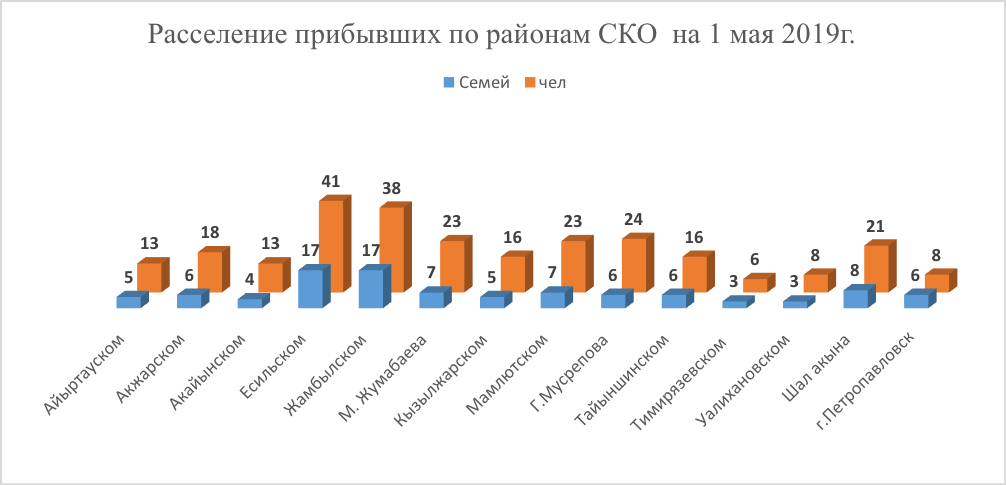 Расселение прибывших по районам СКО  на 1 мая 2019г.
Семей чел
5 13 6 18 4 13 17 41 17 38 7 23 5 16 7 23 6 24 6 16 3 6 3 8 8 21 6 8
Айыртауском
Акжарском
Акайынском
Есильском
Жамбылском
М. Жумабаева
Кызылжарском
Мамлютском
Г.Мусрепова
Тайыншинском
Тимирязевском
Уалихановском
Шал акына
г.Петропавловск